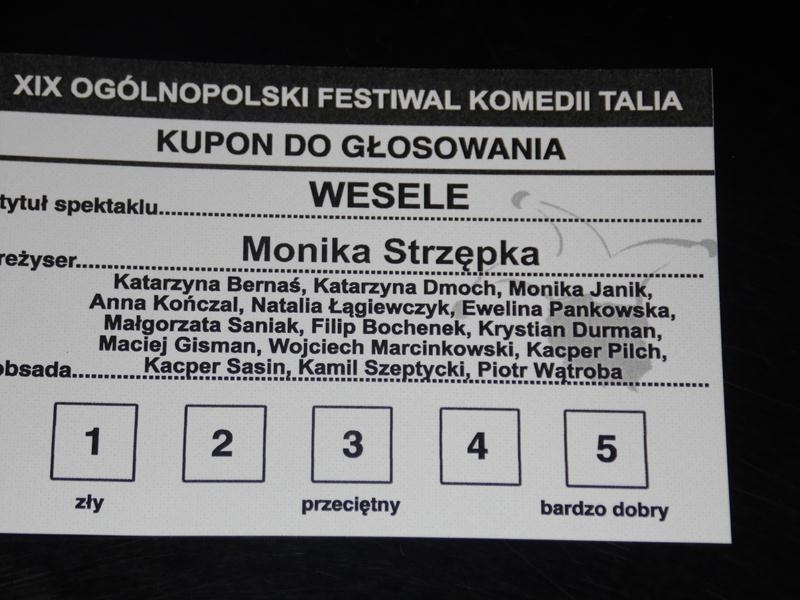 XIX OGÓLNOPOLSKI FESTIWAL KOMEDII TALIA
KUPON DO GŁOSOWANIA
tytuł spektaklu WESELE
reżyser Monika Strzępka
Katarzyna Bernaś, Katarzyna Dmoch, Monika Janik,
Anna Kończal, Natalia Łągiewczyk, Ewelina Pankowska,
Małgorzata Saniak, Filip Bochenek, Krystian Durman,
Maciej Gisman, Wojciech Marcinkowski, Kacper Pilch,
obsada Kacper Sasin, Kamil Szeptycki, Piotr Wątroba
1 2 3 4 5
zły przeciętny bardzo dobry